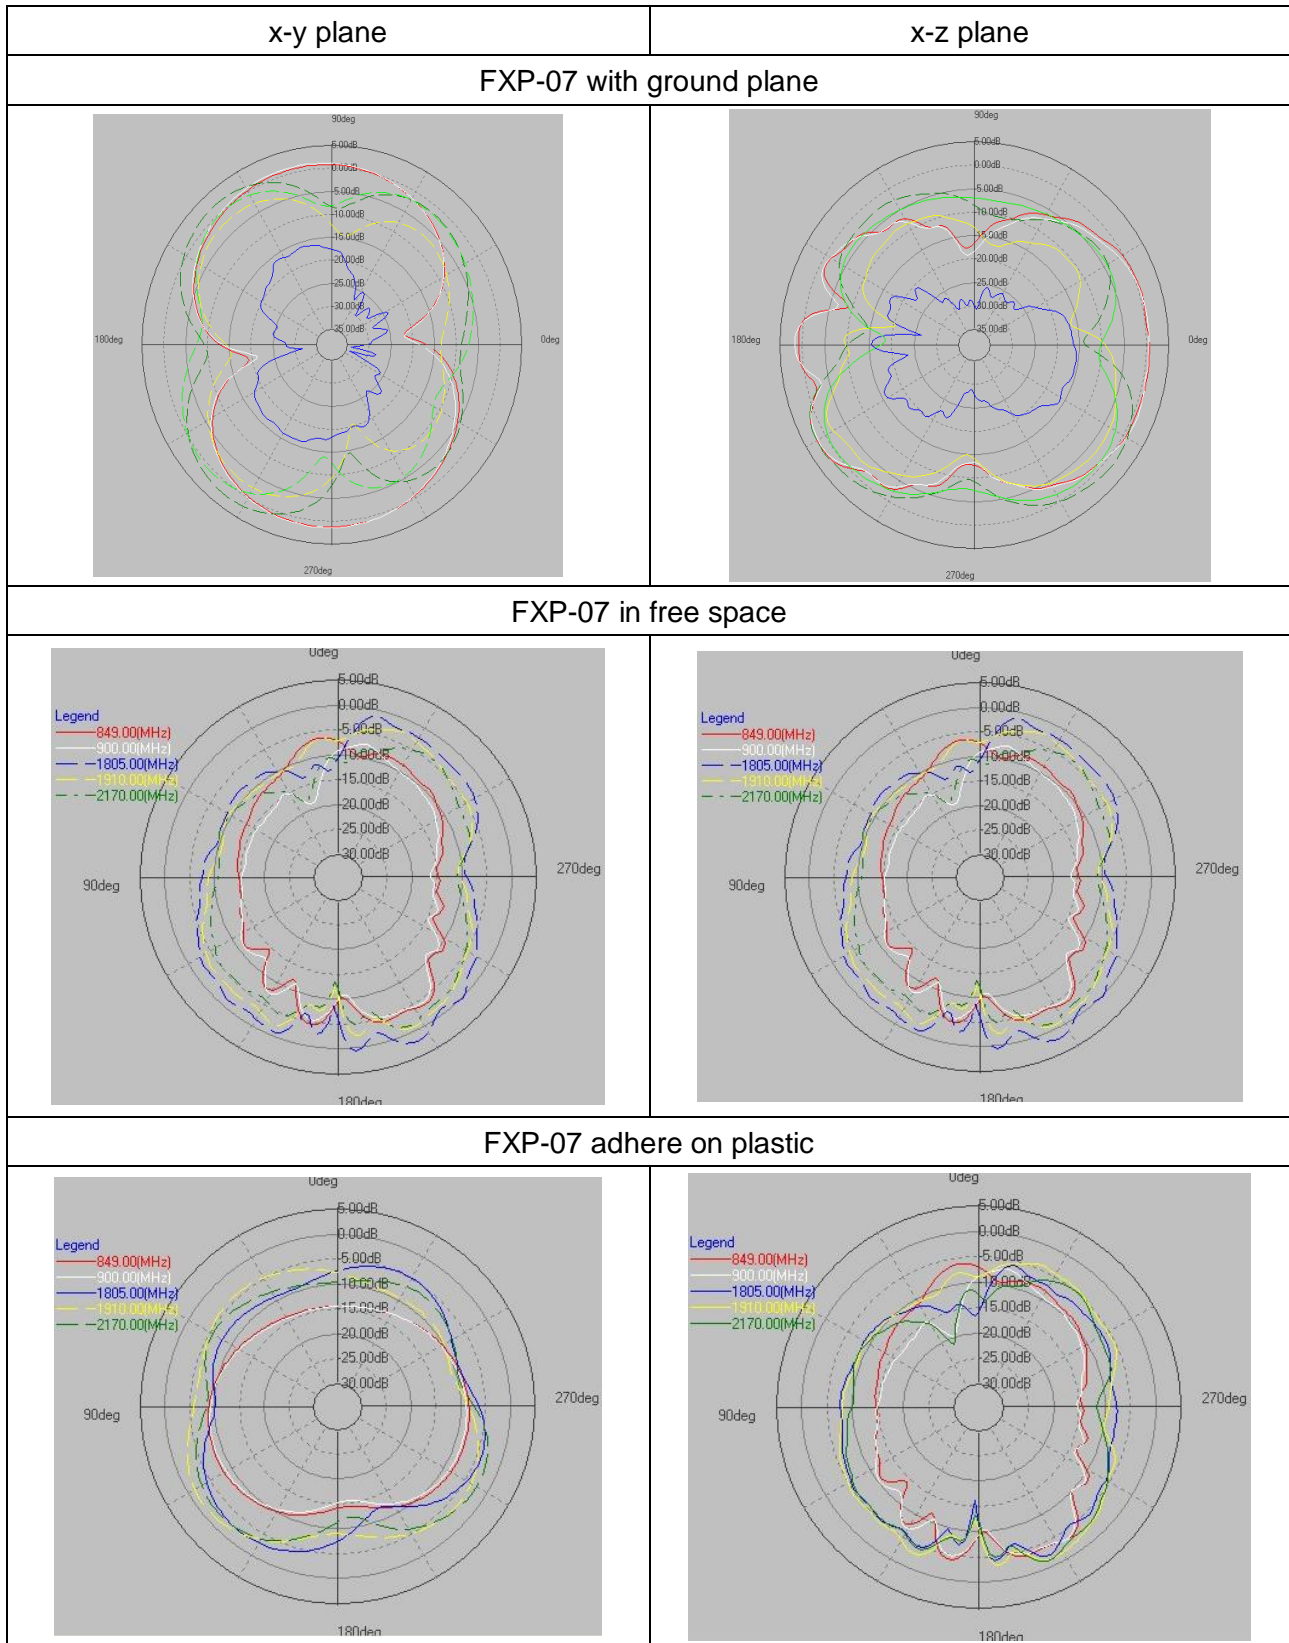 x-y plane
x-z plane
FXP-07 with ground plane
90deg
5.00dB
0.00dB
5.00dB
10.00dB
15.00dB
20.00dB
25.00dB
30.00dB
35.00dB
180deg
0deg
270deg
90deg
5.00dB
0.00dB
5.00dB
10.00dB
15.00dB
20.00dB
25.00dB
30.00dB
35.00dB
180deg
0deg
270deg
FXP-07 in free space
0deg
5.00dB
0.00dB
5.00dB
10.00dB
15.00dB
20.00dB
25.00dB
30.00dB
Legend
849.00(MHz)
900.00(MHz)
1805.00(MHz)
1910.00(MHz)
2170.00(MHz)
90deg
270deg
180deg
0deg
5.00dB
0.00dB
5.00dB
10.00dB
15.00dB
20.00dB
25.00dB
30.00dB
Legend
849.00(MHz)
900.00(MHz)
1805.00(MHz)
1910.00(MHz)
2170.00(MHz)
90deg
270deg
180deg
FXP-07 adhere on plastic
0deg
5.00dB
0.00dB
5.00dB
10.00dB
15.00dB
20.00dB
25.00dB
30.00dB
Legend
849.00(MHz)
900.00(MHz)
1805.00(MHz)
1910.00(MHz)
2170.00(MHz)
90deg
270deg
180deg
0deg
5.00dB
0.00dB
-5.00dB
10.00dB
15.00dB
20.00dB
25.00dB
30.00dB
Legend
849.00(MHz)
900.00(MHz)
1805.00(MHz)
1910.00(MHz)
2170.00(MHz)
90deg
270deg
180deg